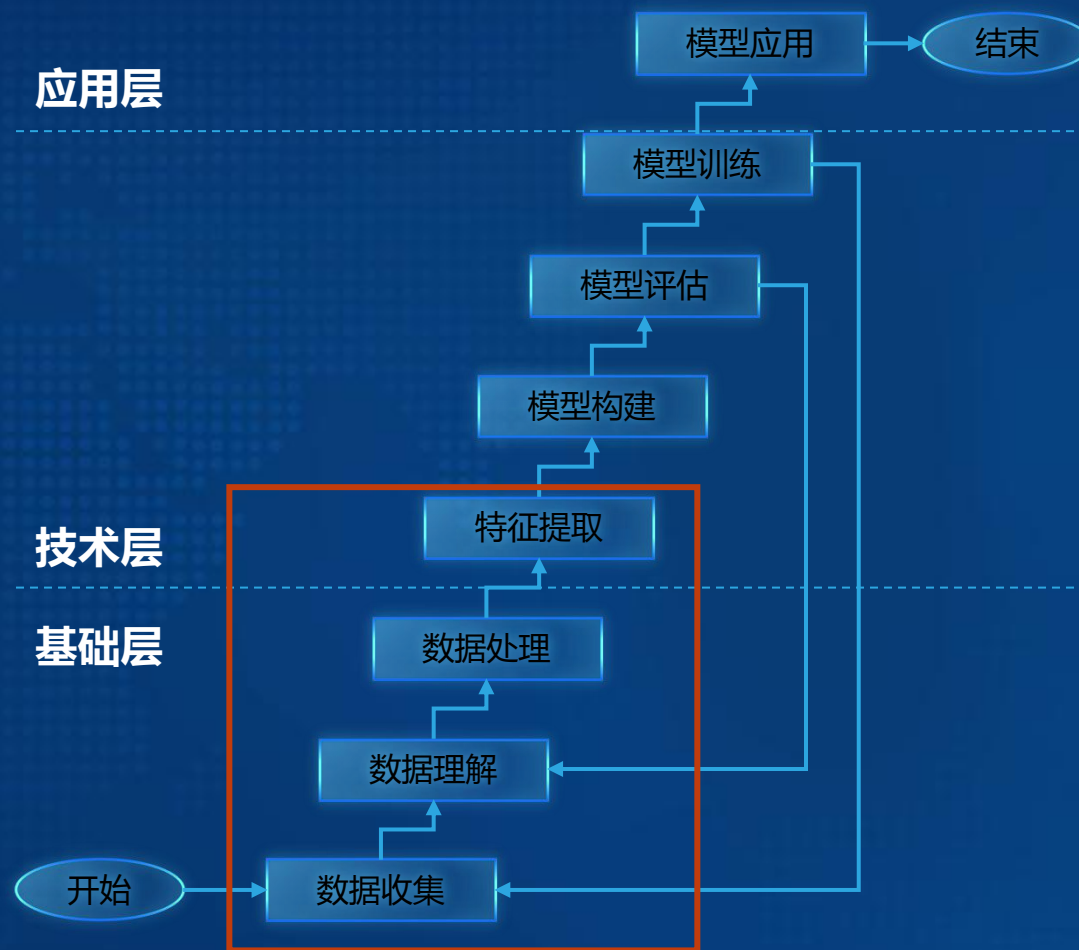 模型应用
结束
应用层
模型训练
模型评估
模型构建
特征提取
技术层
基础层
数据处理
数据理解
开始
数据收集